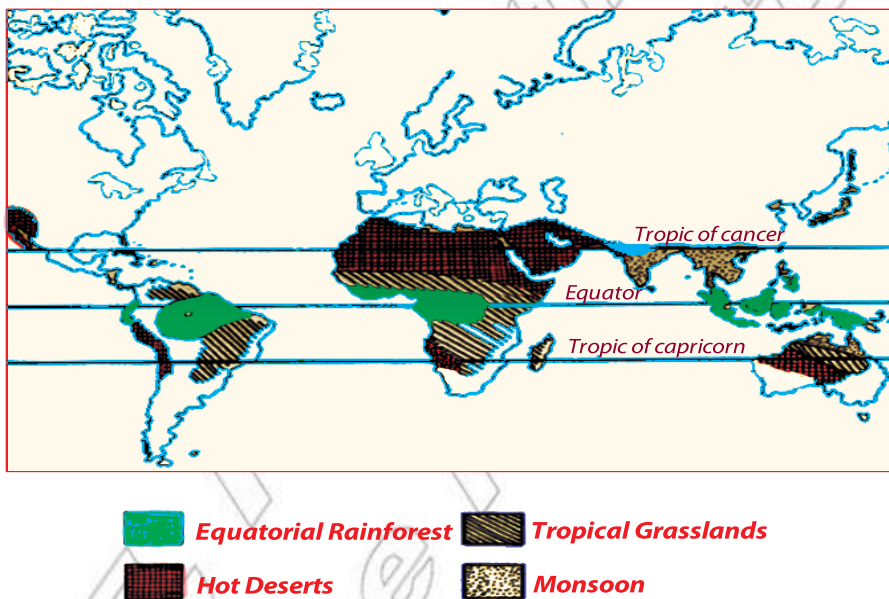 Tropic of cancer
Equator
Tropic of capricorn
Equatorial Rainforest
Tropical Grasslands
Hot Deserts
Monsoon